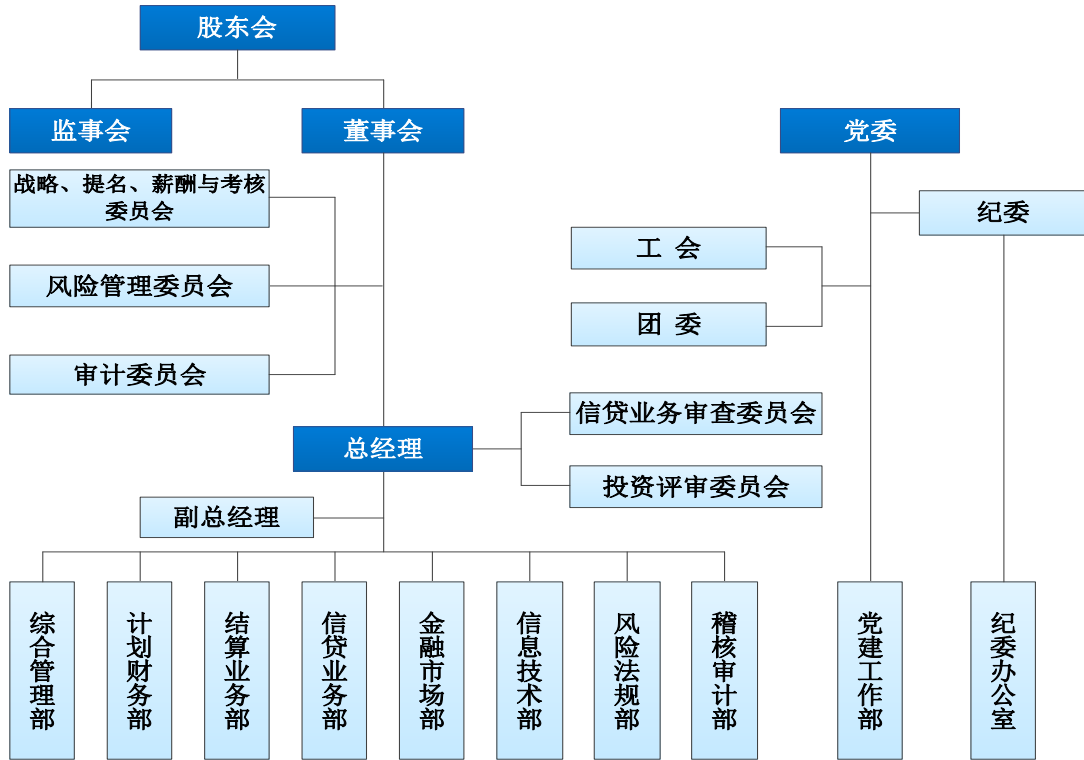 股东会
监事会
董事会
党委
战略、提名、薪酬与考核
委员会
纪委
工 会
风险管理委员会
团 委
审计委员会
信贷业务审查委员会
总经理
投资评审委员会
副总经理
综合管理部
计划财务部
结算业务部
信贷业务部
金融市场部
信息技术部
风险法规部
稽核审计部
党建工作部
纪委办公室